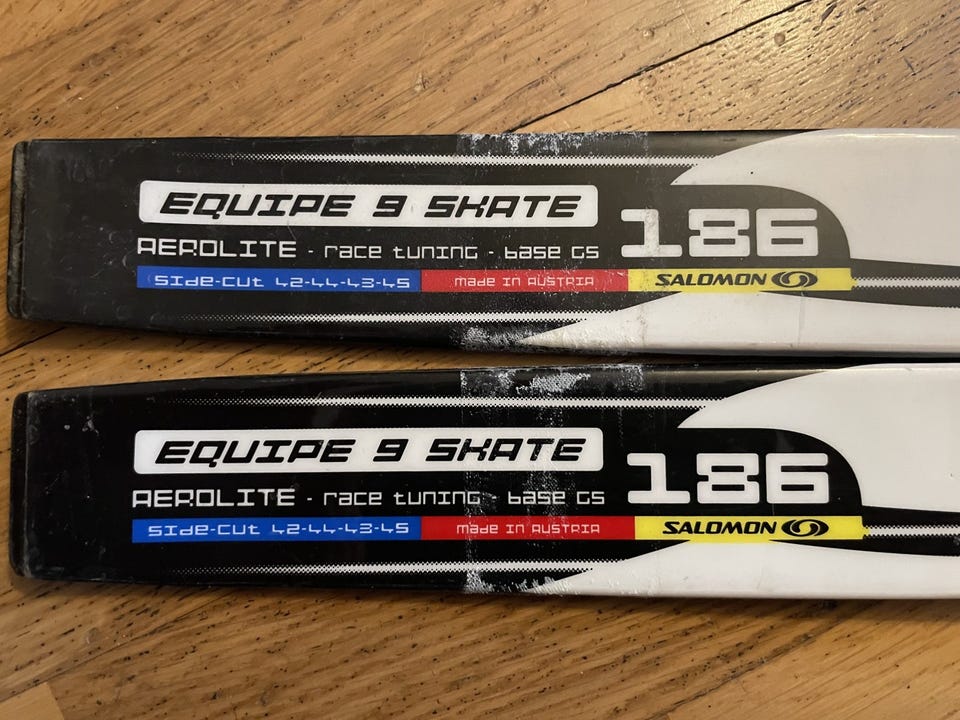 EQUIPE 9 SKATE
AEROLITE - race tuning - base GS
186
SIde-cut 42-44-43-45 made IN AUSTRIA SALOMON
EQUIPE 9 SKATE
AEROLITE - race tuning - base GS
186
SIde-cut 42-44-43-45 made IN AUSTRIA SALOMON